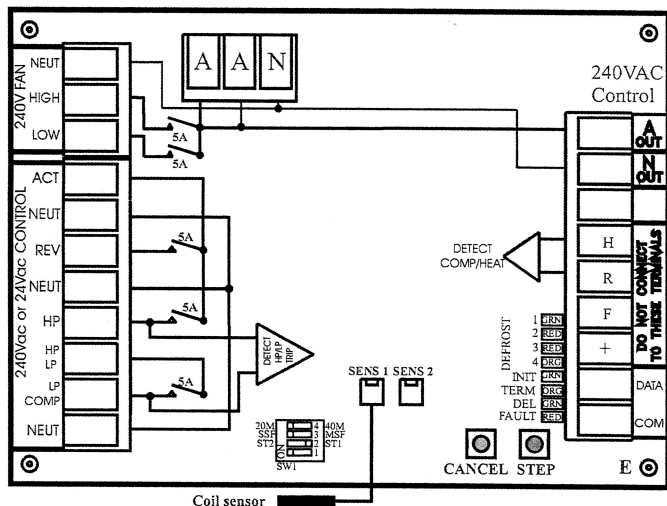 240V FAN
NEUT
HIGH
LOW
5A
5A
A A N
240VAC
Control
A
OUT
N
OUT
240Vac or 24Vac CONTROL
ACT
NEUT
REV
5A
NEUT
HP
5A
HP
LP
LP
COMP
5A
NEUT
DETECT
HP/LP
TRIP
DETECT
COMP/HEAT
H
R
F
+
DO NOT CONNECT
TO THESE TERMINALS
DATA
COM
DEFROST
1 GRN
2 RED
3 RED
4 ORG
INIT GRN
TERM ORG
DEL GRN
FAULT RED
SENS 1 SENS 2
20M 4 40M
SSF 3 MSF
ST2 2 ST1
ON 1
SW1
CANCEL STEP
E
Coil sensor